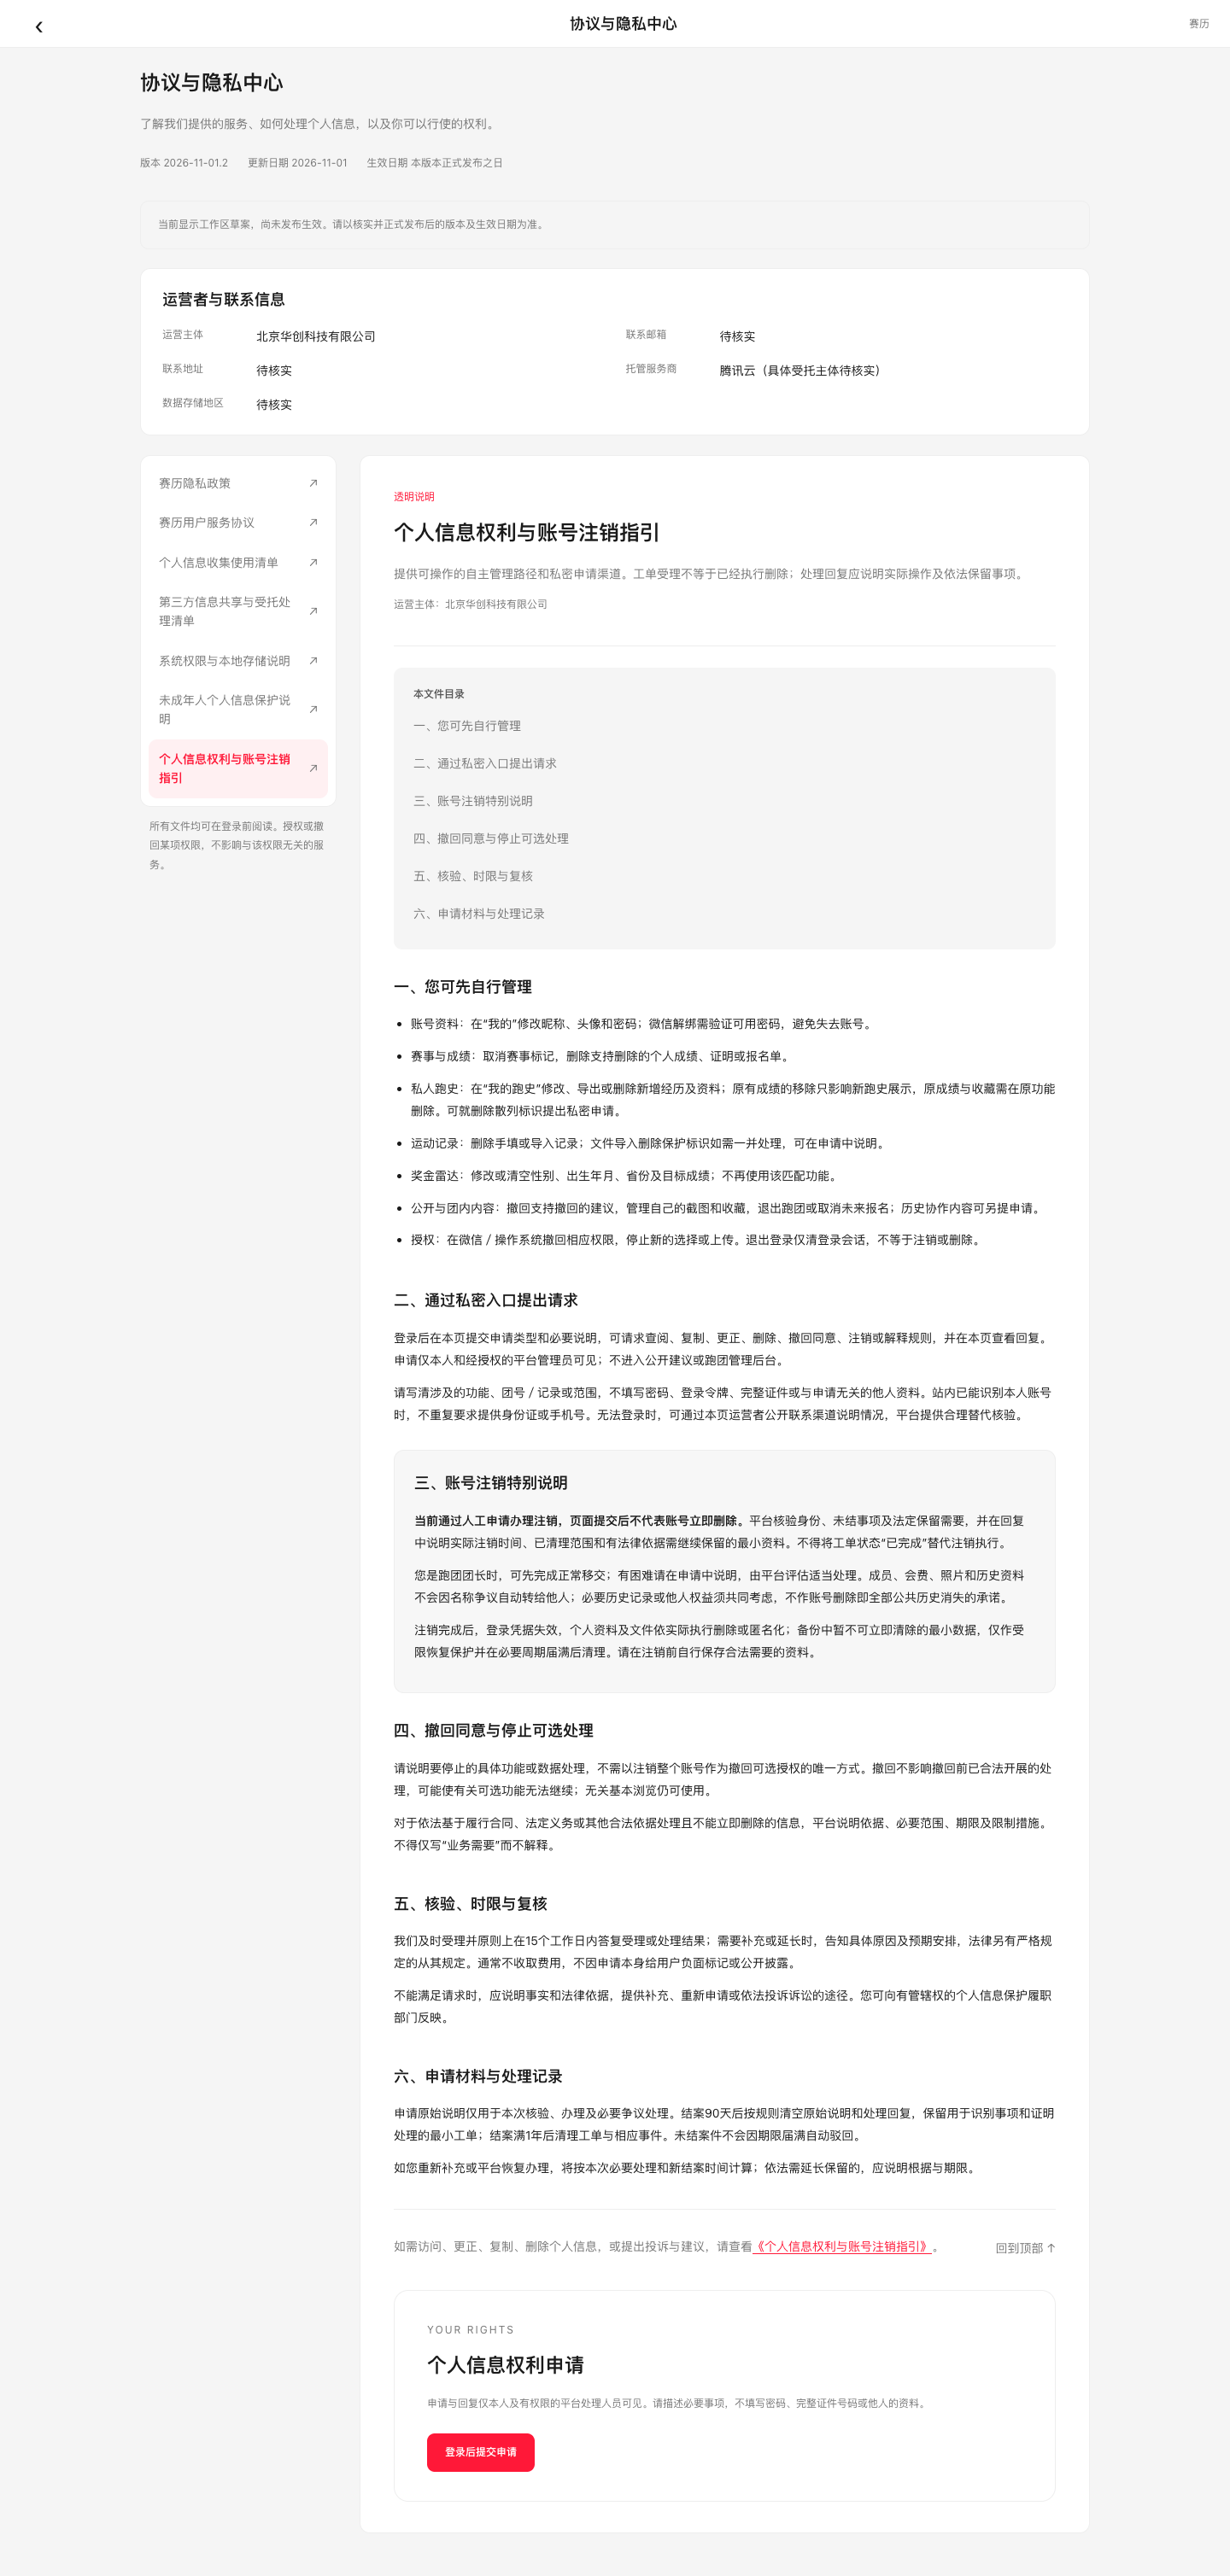 协议与隐私中心
赛历
协议与隐私中心
了解我们提供的服务、如何处理个人信息，以及你可以行使的权利。
版本 2026-11-01.2 更新日期 2026-11-01 生效日期 本版本正式发布之日
当前显示工作区草案，尚未发布生效。请以核实并正式发布后的版本及生效日期为准。
运营者与联系信息
运营主体 北京华创科技有限公司 联系邮箱 待核实
联系地址 待核实 托管服务商 腾讯云（具体受托主体待核实）
数据存储地区 待核实
赛历隐私政策 ↗
赛历用户服务协议 ↗
个人信息收集使用清单 ↗
第三方信息共享与受托处
理清单 ↗
系统权限与本地存储说明 ↗
未成年人个人信息保护说
明 ↗
个人信息权利与账号注销
指引 ↗
所有文件均可在登录前阅读。授权或撤
回某项权限，不影响与该权限无关的服
务。
透明说明
个人信息权利与账号注销指引
提供可操作的自主管理路径和私密申请渠道。工单受理不等于已经执行删除；处理回复应说明实际操作及依法保留事项。
运营主体：北京华创科技有限公司
本文件目录
一、您可先自行管理
二、通过私密入口提出请求
三、账号注销特别说明
四、撤回同意与停止可选处理
五、核验、时限与复核
六、申请材料与处理记录
一、您可先自行管理
• 账号资料：在“我的”修改昵称、头像和密码；微信解绑需验证可用密码，避免失去账号。
• 赛事与成绩：取消赛事标记，删除支持删除的个人成绩、证明或报名单。
• 私人跑史：在“我的跑史”修改、导出或删除新增经历及资料；原有成绩的移除只影响新跑史展示，原成绩与收藏需在原功能
删除。可就删除散列标识提出私密申请。
• 运动记录：删除手填或导入记录；文件导入删除保护标识如需一并处理，可在申请中说明。
• 奖金雷达：修改或清空性别、出生年月、省份及目标成绩；不再使用该匹配功能。
• 公开与团内内容：撤回支持撤回的建议，管理自己的截图和收藏，退出跑团或取消未来报名；历史协作内容可另提申请。
• 授权：在微信 / 操作系统撤回相应权限，停止新的选择或上传。退出登录仅清登录会话，不等于注销或删除。
二、通过私密入口提出请求
登录后在本页提交申请类型和必要说明，可请求查阅、复制、更正、删除、撤回同意、注销或解释规则，并在本页查看回复。
申请仅本人和经授权的平台管理员可见；不进入公开建议或跑团管理后台。
请写清涉及的功能、团号 / 记录或范围，不填写密码、登录令牌、完整证件或与申请无关的他人资料。站内已能识别本人账号
时，不重复要求提供身份证或手机号。无法登录时，可通过本页运营者公开联系渠道说明情况，平台提供合理替代核验。
三、账号注销特别说明
当前通过人工申请办理注销，页面提交后不代表账号立即删除。平台核验身份、未结事项及法定保留需要，并在回复
中说明实际注销时间、已清理范围和有法律依据需继续保留的最小资料。不得将工单状态“已完成”替代注销执行。
您是跑团团长时，可先完成正常移交；有困难请在申请中说明，由平台评估适当处理。成员、会费、照片和历史资料
不会因名称争议自动转给他人；必要历史记录或他人权益须共同考虑，不作账号删除即全部公共历史消失的承诺。
注销完成后，登录凭据失效，个人资料及文件依实际执行删除或匿名化；备份中暂不可立即清除的最小数据，仅作受
限恢复保护并在必要周期届满后清理。请在注销前自行保存合法需要的资料。
四、撤回同意与停止可选处理
请说明要停止的具体功能或数据处理，不需以注销整个账号作为撤回可选授权的唯一方式。撤回不影响撤回前已合法开展的处
理，可能使有关可选功能无法继续；无关基本浏览仍可使用。
对于依法基于履行合同、法定义务或其他合法依据处理且不能立即删除的信息，平台说明依据、必要范围、期限及限制措施。
不得仅写“业务需要”而不解释。
五、核验、时限与复核
我们及时受理并原则上在15个工作日内答复受理或处理结果；需要补充或延长时，告知具体原因及预期安排，法律另有严格规
定的从其规定。通常不收取费用，不因申请本身给用户负面标记或公开披露。
不能满足请求时，应说明事实和法律依据，提供补充、重新申请或依法投诉诉讼的途径。您可向有管辖权的个人信息保护履职
部门反映。
六、申请材料与处理记录
申请原始说明仅用于本次核验、办理及必要争议处理。结案90天后按规则清空原始说明和处理回复，保留用于识别事项和证明
处理的最小工单；结案满1年后清理工单与相应事件。未结案件不会因期限届满自动驳回。
如您重新补充或平台恢复办理，将按本次必要处理和新结案时间计算；依法需延长保留的，应说明根据与期限。
如需访问、更正、复制、删除个人信息，或提出投诉与建议，请查看《个人信息权利与账号注销指引》。 回到顶部 ↑
YOUR RIGHTS
个人信息权利申请
申请与回复仅本人及有权限的平台处理人员可见。请描述必要事项，不填写密码、完整证件号码或他人的资料。
登录后提交申请